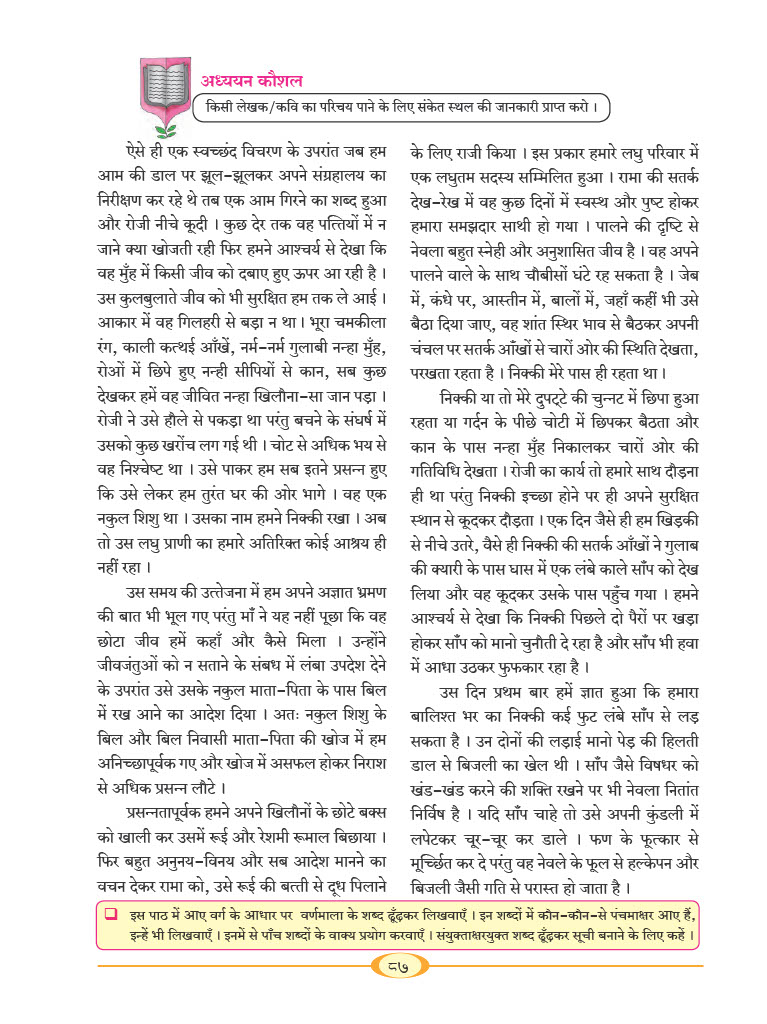 अध्ययन कौशल
किसी लेखक/कवि का परिचय पाने के लिए संकेत स्थल की जानकारी प्राप्त करो ।
ऐसे ही एक स्वच्छंद विचरण के उपरांत जब हम
आम की डाल पर झूल-झूलकर अपने संग्रहालय का
निरीक्षण कर रहे थे तब एक आम गिरने का शब्द हुआ
और रोजी नीचे कूदी । कुछ देर तक वह पत्तियों में न
जाने क्या खोजती रही फिर हमने आश्चर्य से देखा कि
वह मुँह में किसी जीव को दबाए हुए ऊपर आ रही है ।
उस कुलबुलाते जीव को भी सुरक्षित हम तक ले आई ।
आकार में वह गिलहरी से बड़ा न था । भूरा चमकीला
रंग, काली कत्थई आँखें, नर्म-नर्म गुलाबी नन्हा मुँह,
रोओं में छिपे हुए नन्ही सीपियों से कान, सब कुछ
देखकर हमें वह जीवित नन्हा खिलौना-सा जान पड़ा ।
रोजी ने उसे हौले से पकड़ा था परंतु बचने के संघर्ष में
उसको कुछ खरोंच लग गई थी । चोट से अधिक भय से
वह निश्चेष्ट था । उसे पाकर हम सब इतने प्रसन्न हुए
कि उसे लेकर हम तुरंत घर की ओर भागे । वह एक
नकुल शिशु था । उसका नाम हमने निक्की रखा । अब
तो उस लघु प्राणी का हमारे अतिरिक्त कोई आश्रय ही
नहीं रहा ।
उस समय की उत्तेजना में हम अपने अज्ञात भ्रमण
की बात भी भूल गए परंतु माँ ने यह नहीं पूछा कि वह
छोटा जीव हमें कहाँ और कैसे मिला । उन्होंने
जीवजंतुओं को न सताने के संबध में लंबा उपदेश देने
के उपरांत उसे उसके नकुल माता-पिता के पास बिल
में रख आने का आदेश दिया । अतः नकुल शिशु के
बिल और बिल निवासी माता-पिता की खोज में हम
अनिच्छापूर्वक गए और खोज में असफल होकर निराश
से अधिक प्रसन्न लौटे ।
प्रसन्नतापूर्वक हमने अपने खिलौनों के छोटे बक्स
को खाली कर उसमें रूई और रेशमी रूमाल बिछाया ।
फिर बहुत अनुनय-विनय और सब आदेश मानने का
वचन देकर रामा को, उसे रूई की बत्ती से दूध पिलाने
के लिए राजी किया । इस प्रकार हमारे लघु परिवार में
एक लघुतम सदस्य सम्मिलित हुआ । रामा की सतर्क
देख-रेख में वह कुछ दिनों में स्वस्थ और पुष्ट होकर
हमारा समझदार साथी हो गया । पालने की दृष्टि से
नेवला बहुत स्नेही और अनुशासित जीव है । वह अपने
पालने वाले के साथ चौबीसों घंटे रह सकता है । जेब
में, कंधे पर, आस्तीन में, बालों में, जहाँ कहीं भी उसे
बैठा दिया जाए, वह शांत स्थिर भाव से बैठकर अपनी
चंचल पर सतर्क आँखों से चारों ओर की स्थिति देखता,
परखता रहता है । निक्की मेरे पास ही रहता था ।
निक्की या तो मेरे दुपट्टे की चुन्नट में छिपा हुआ
रहता या गर्दन के पीछे चोटी में छिपकर बैठता और
कान के पास नन्हा मुँह निकालकर चारों ओर की
गतिविधि देखता । रोजी का कार्य तो हमारे साथ दौड़ना
ही था परंतु निक्की इच्छा होने पर ही अपने सुरक्षित
स्थान से कूदकर दौड़ता । एक दिन जैसे ही हम खिड़की
से नीचे उतरे, वैसे ही निक्की की सतर्क आँखों ने गुलाब
की क्यारी के पास घास में एक लंबे काले साँप को देख
लिया और वह कूदकर उसके पास पहुँच गया । हमने
आश्चर्य से देखा कि निक्की पिछले दो पैरों पर खड़ा
होकर साँप को मानो चुनौती दे रहा है और साँप भी हवा
में आधा उठकर फुफकार रहा है ।
उस दिन प्रथम बार हमें ज्ञात हुआ कि हमारा
बालिश्त भर का निक्की कई फुट लंबे साँप से लड़
सकता है । उन दोनों की लड़ाई मानो पेड़ की हिलती
डाल से बिजली का खेल थी । साँप जैसे विषधर को
खंड-खंड करने की शक्ति रखने पर भी नेवला नितांत
निर्विष है । यदि साँप चाहे तो उसे अपनी कुंडली में
लपेटकर चूर-चूर कर डाले । फण के फूत्कार से
मूर्च्छित कर दे परंतु वह नेवले के फूल से हल्केपन और
बिजली जैसी गति से परास्त हो जाता है ।
इस पाठ में आए वर्ग के आधार पर वर्णमाला के शब्द ढूँढ़कर लिखवाएँ । इन शब्दों में कौन-कौन-से पंचमाक्षर आए हैं,
इन्हें भी लिखवाएँ । इनमें से पाँच शब्दों के वाक्य प्रयोग करवाएँ । संयुक्ताक्षरयुक्त शब्द ढूँढ़कर सूची बनाने के लिए कहें ।
८७